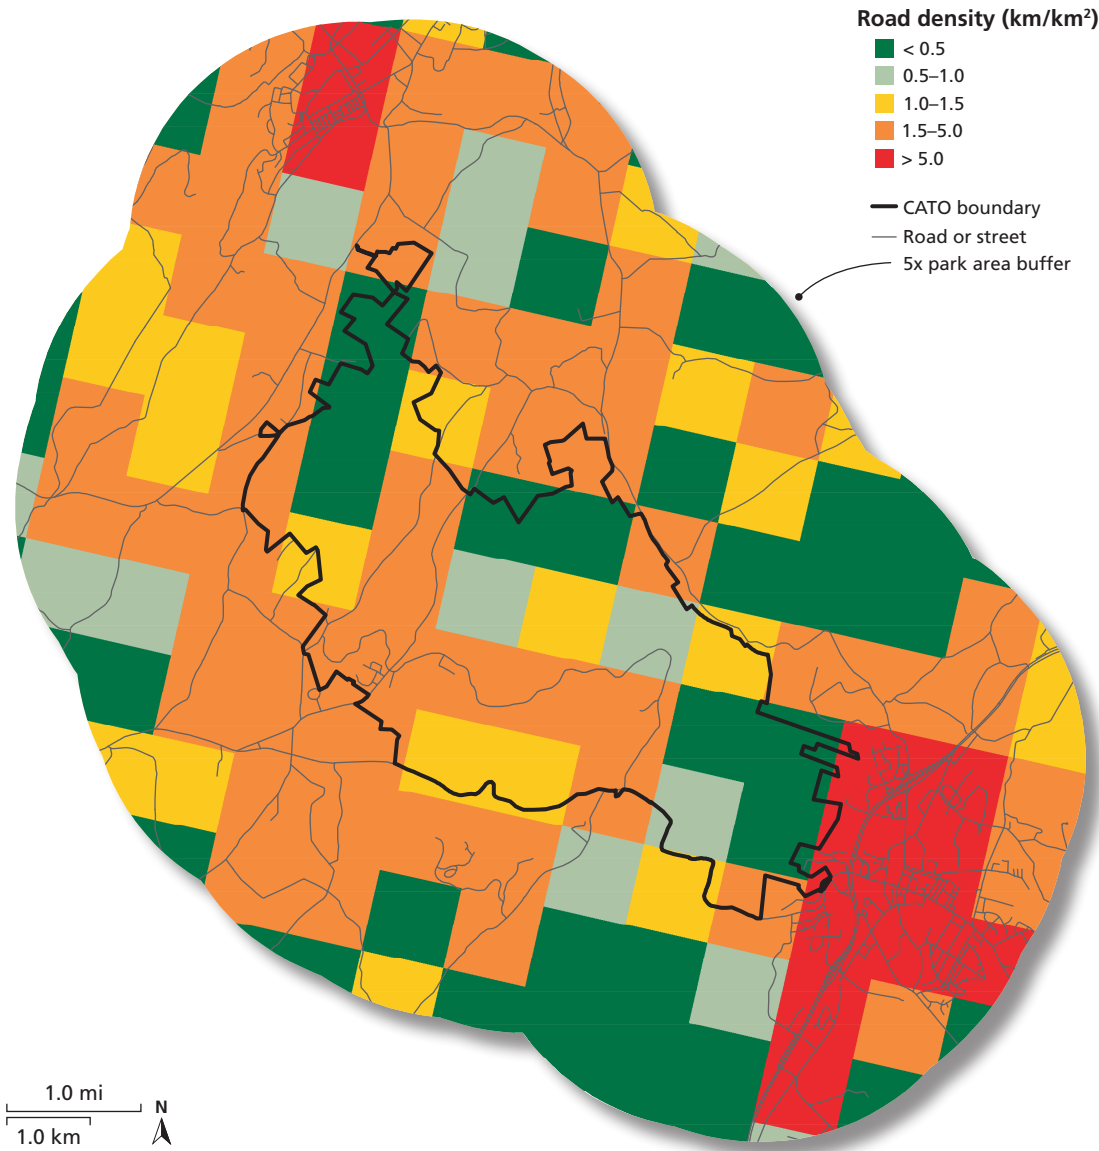 Road density (km/km²)
< 0.5
0.5–1.0
1.0–1.5
1.5–5.0
> 5.0
CATO boundary
Road or street
5x park area buffer
1.0 mi
1.0 km
N